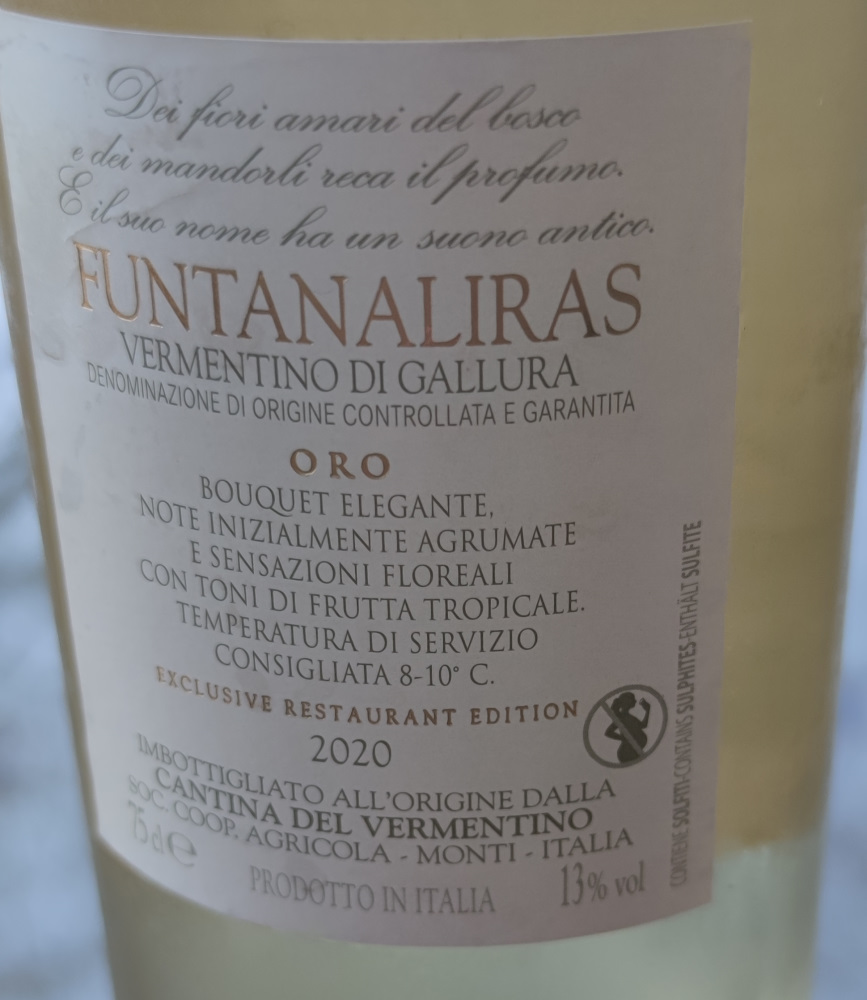 Dei fiori amari del bosco
e dei mandorli reca il profumo.
E il suo nome ha un suono antico.
FUNTANALIRAS
VERMENTINO DI GALLURA
DENOMINAZIONE DI ORIGINE CONTROLLATA E GARANTITA
ORO
BOUQUET ELEGANTE,
NOTE INIZIALMENTE AGRUMATE
E SENSAZIONI FLOREALI
CON TONI DI FRUTTA TROPICALE.
TEMPERATURA DI SERVIZIO
CONSIGLIATA 8-10° C.
EXCLUSIVE RESTAURANT EDITION
2020
IMBOTTIGLIATO ALL'ORIGINE DALLA
CANTINA DEL VERMENTINO
SOC. COOP. AGRICOLA - MONTI - ITALIA
75 cl e
PRODOTTO IN ITALIA
13% vol
CONTIENE SOLFITI-CONTAINS SULPHITES-ENTHÄLT SULFITE